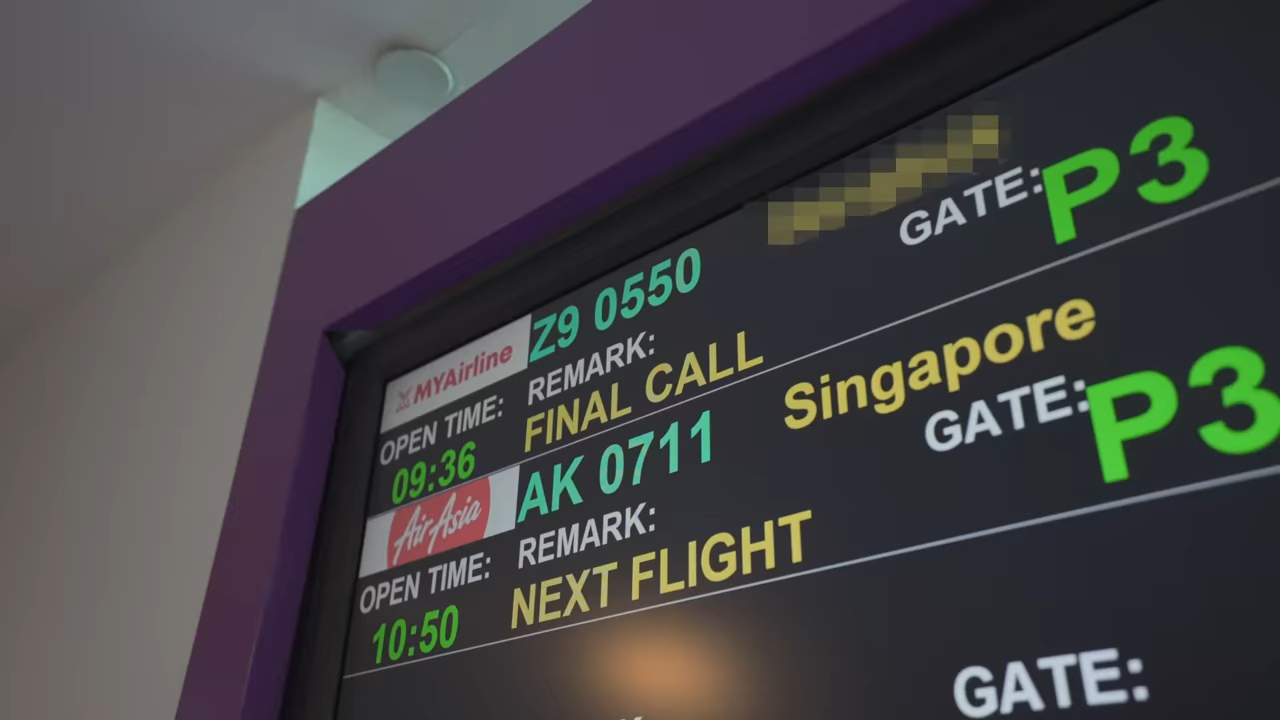 MYAirline Z9 0550
GATE: P3
OPEN TIME: REMARK:
09:36 FINAL CALL
AirAsia AK 0711 Singapore
GATE: P3
OPEN TIME: REMARK:
10:50 NEXT FLIGHT
GATE: